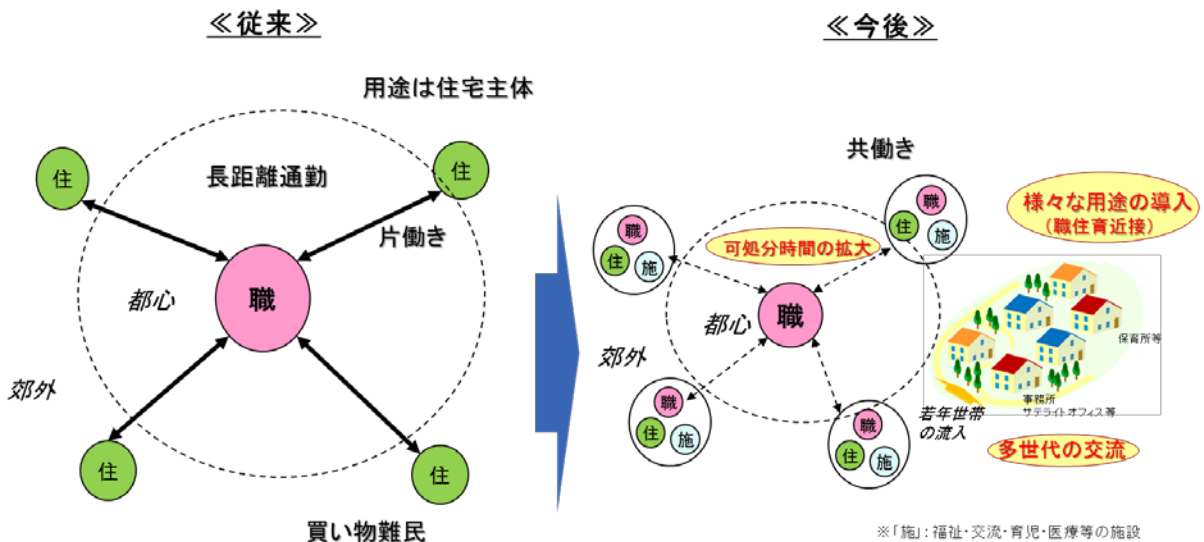 ≪従来≫
用途は住宅主体
住
長距離通勤
住
片働き
都心
職
郊外
住
住
買い物難民
≪今後≫
共働き
職
住
施
可処分時間の拡大
職
住
施
様々な用途の導入
(職住育近接)
都心
職
郊外
保育所等
事務所
サテライトオフィス等
職
住
施
職
住
施
若年世帯
の流入
多世代の交流
※「施」:福祉・交流・育児・医療等の施設